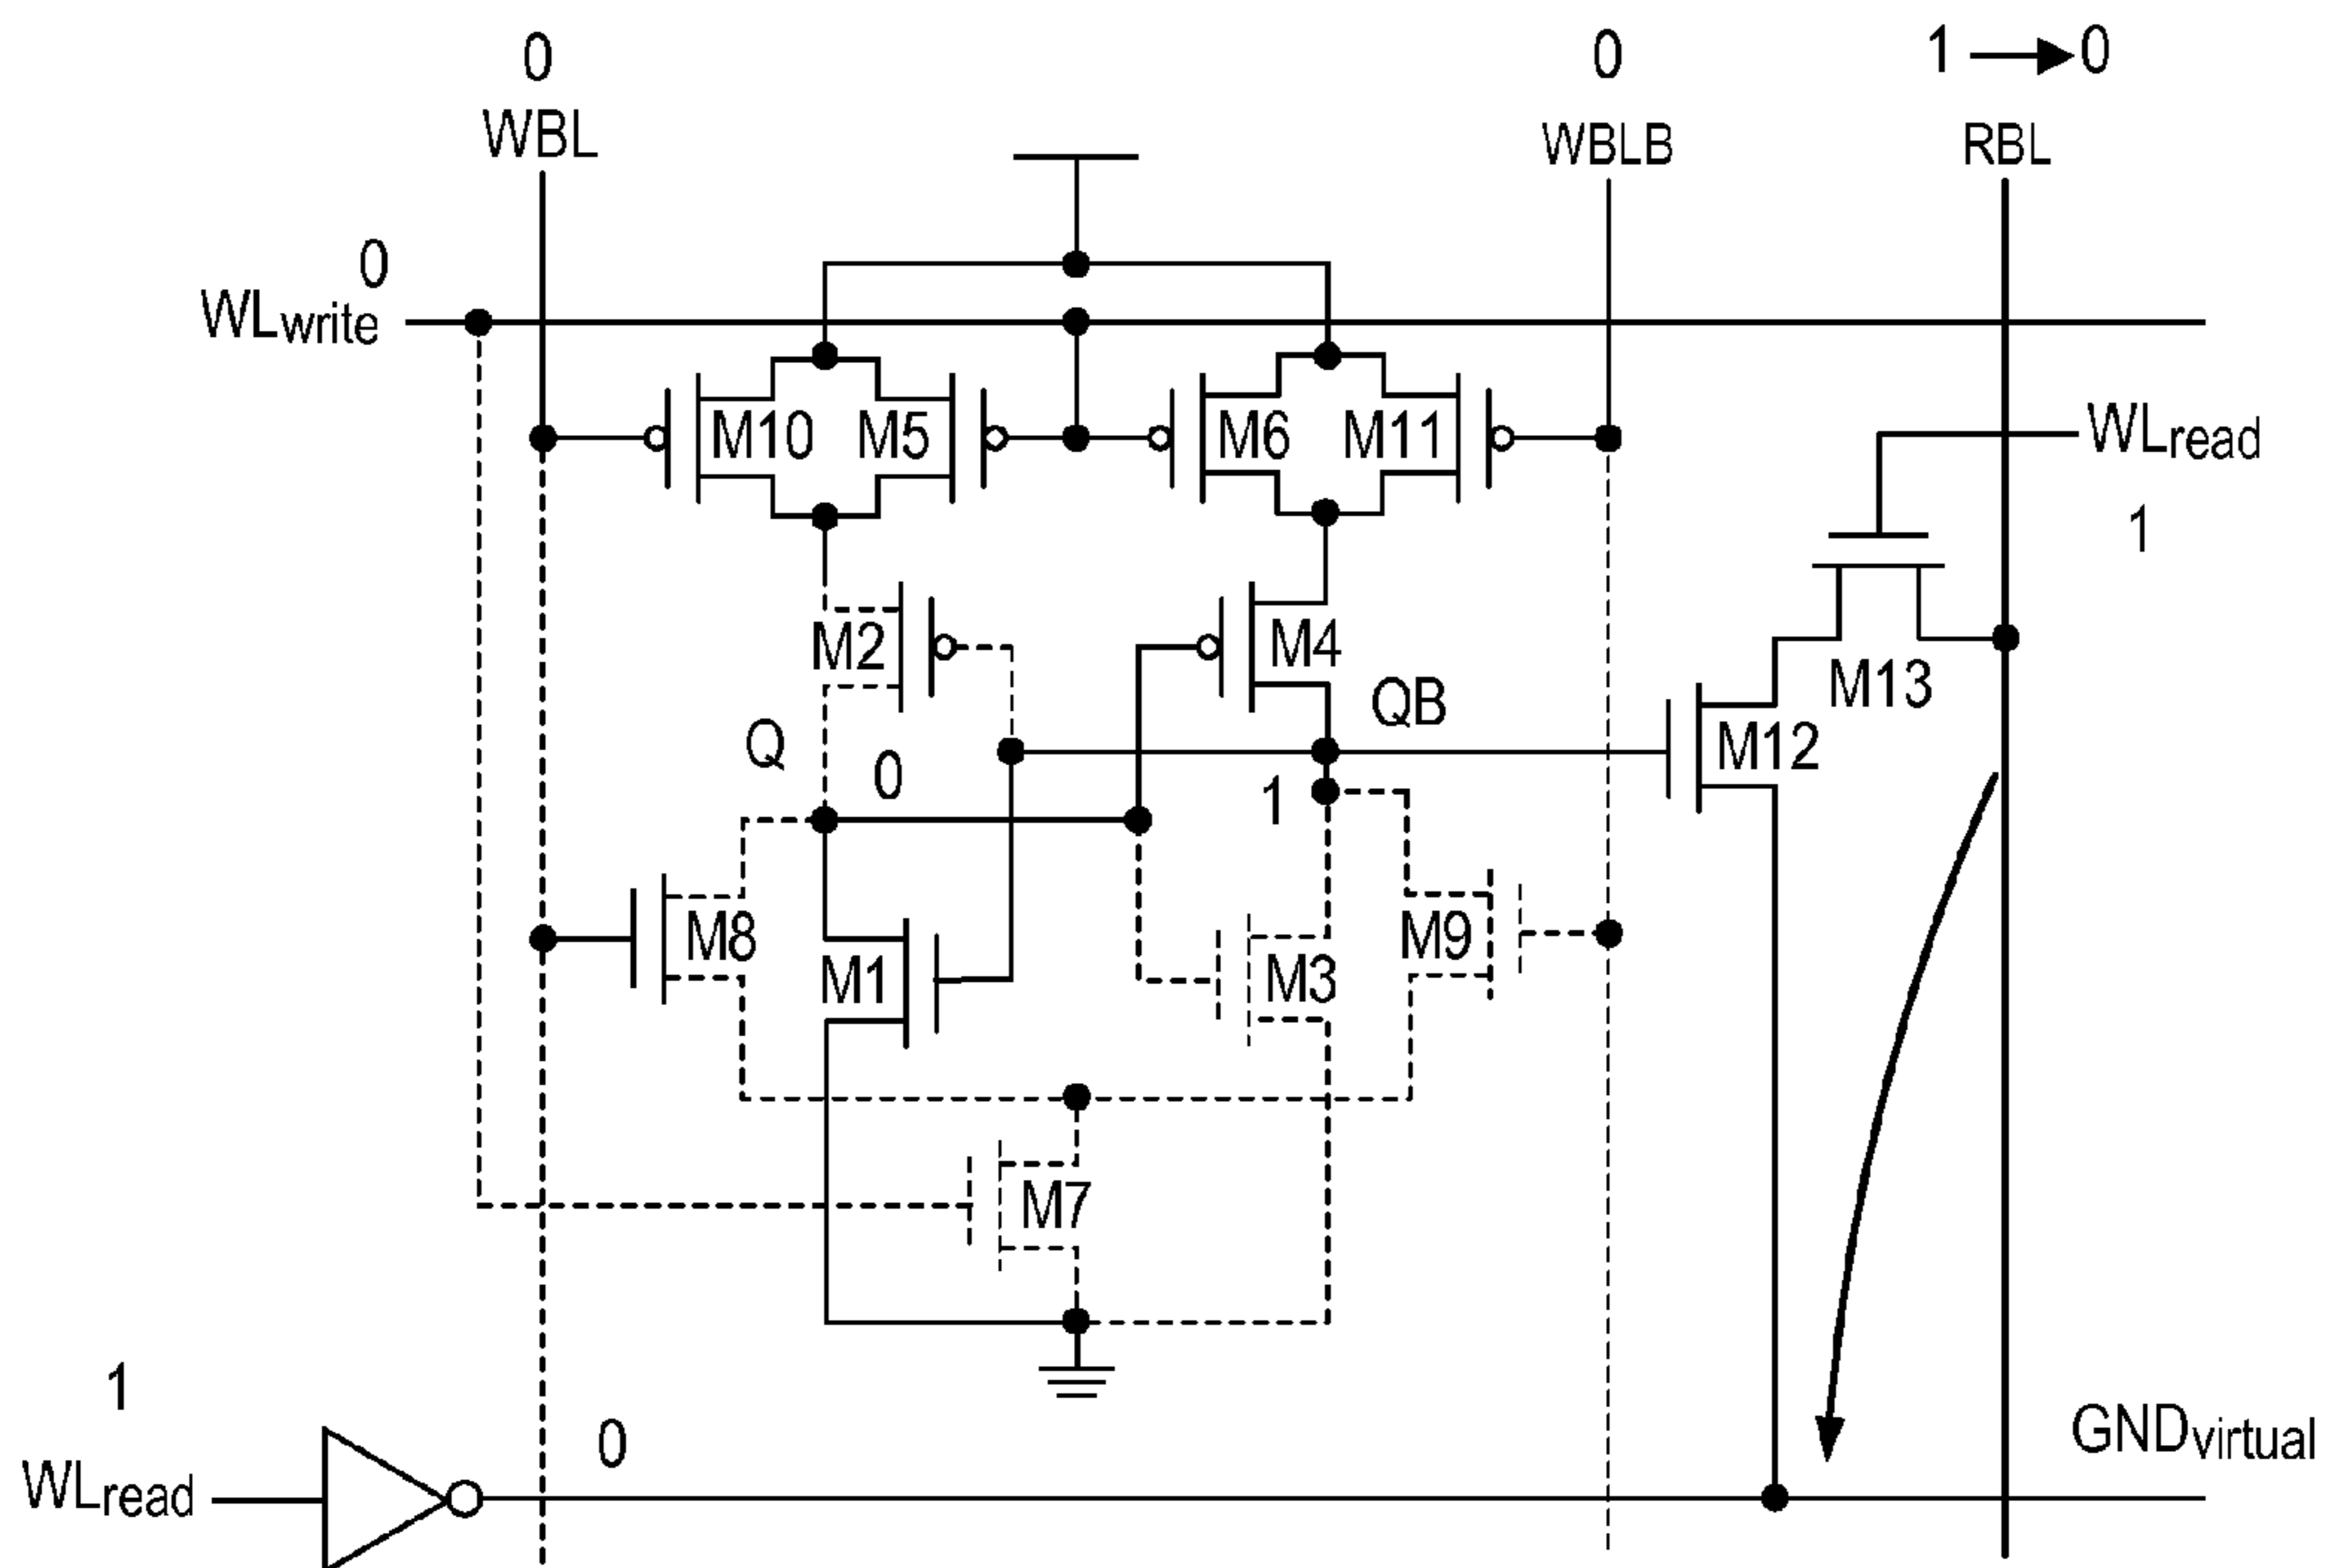 0
0
1 → 0
WBL
WBLB
RBL
0
WLwrite
M10
M5
M6
M11
WLread
1
M2
M4
M13
Q
0
QB
1
M12
M8
M1
M3
M9
M7
1
WLread
0
GNDvirtual